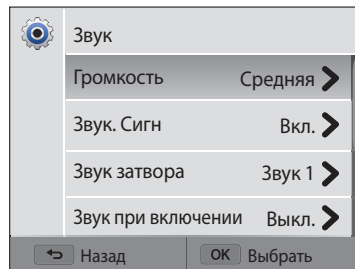 Звук
Громкость Средняя
Звук. Сигн Вкл.
Звук затвора Звук 1
Звук при включении Выкл.
Назад OK Выбрать